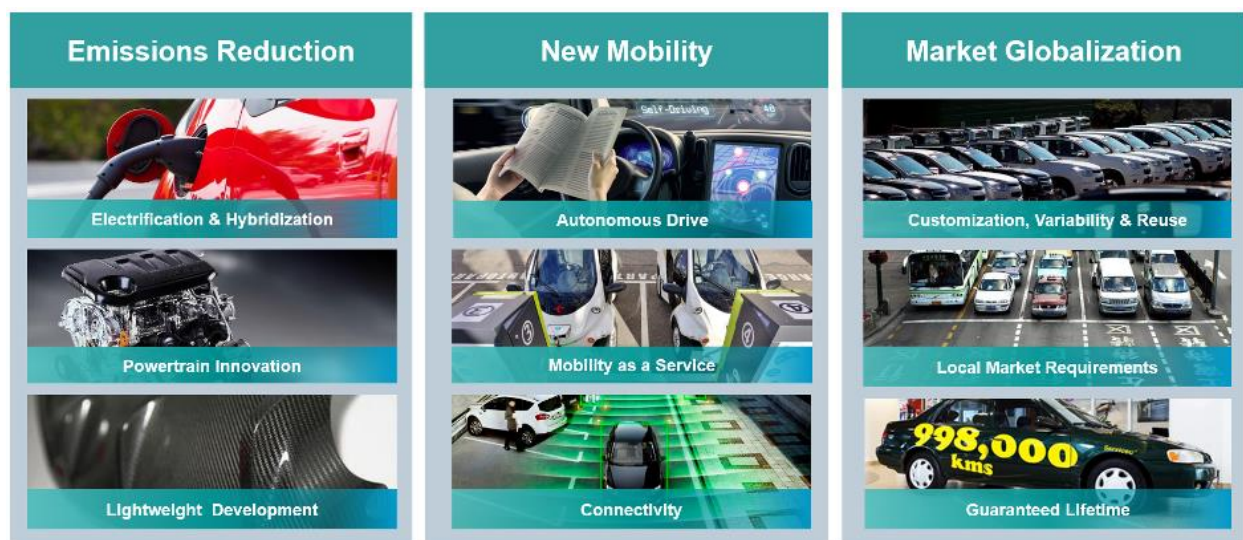 Emissions Reduction
Electrification & Hybridization
Powertrain Innovation
Lightweight Development
New Mobility
Self-Driving 40
Autonomous Drive
Mobility as a Service
Connectivity
Market Globalization
Customization, Variability & Reuse
Local Market Requirements
998,000
kms
Guaranteed Lifetime